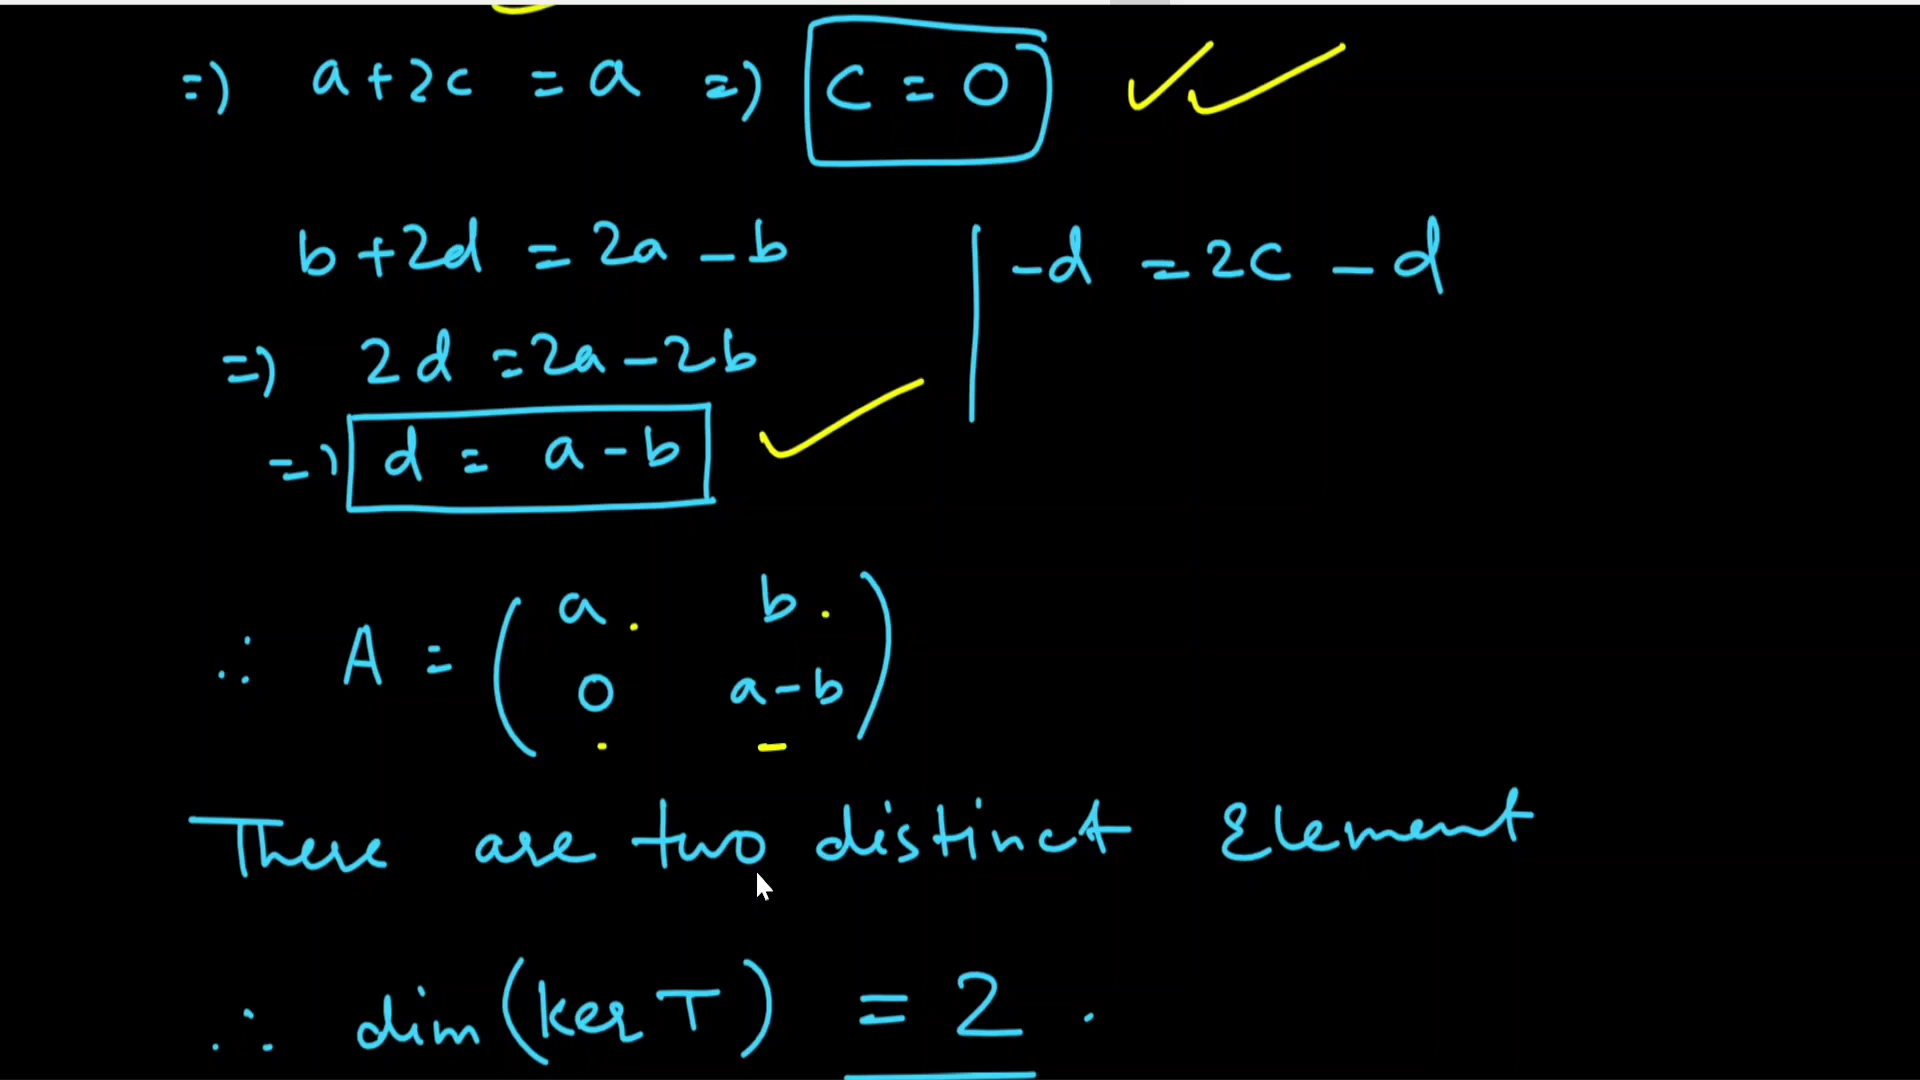 => a+2c = a => c = 0
b+2d = 2a - b | -d = 2c - d
=> 2d = 2a - 2b
=> d = a - b
∴ A = ( a b
0 a-b )
There are two distinct Element
∴ dim(ker T) = 2 .